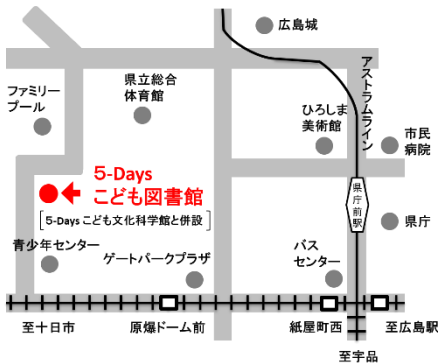 広島城
アストラムライン
ファミリー
プール
県立総合
体育館
ひろしま
美術館
市民
病院
5-Days
こども図書館
[5-Days こども文化科学館と併設]
県庁前駅
県庁
青少年センター
ゲートパークプラザ
バス
センター
至十日市
原爆ドーム前
紙屋町西
至広島駅
至宇品